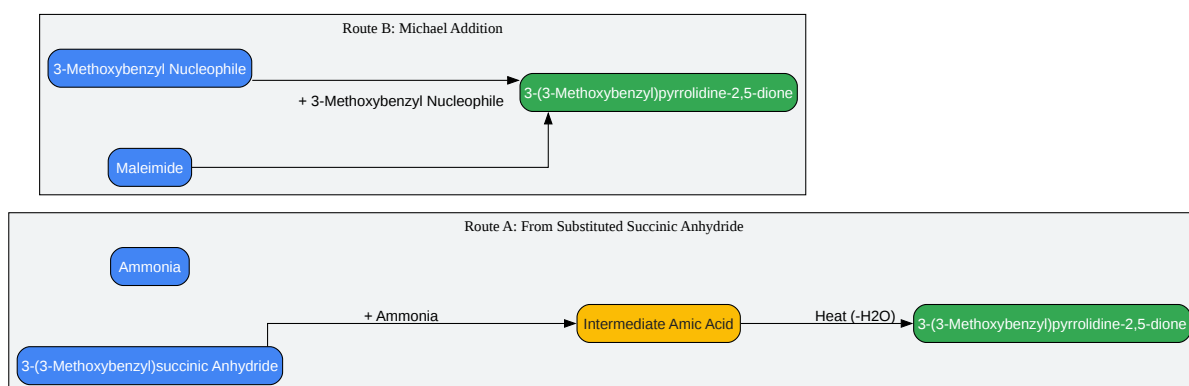 Route B: Michael Addition
3-Methoxybenzyl Nucleophile
3-(3-Methoxybenzyl)pyrrolidine-2,5-dione
+ 3-Methoxybenzyl Nucleophile
Maleimide
Route A: From Substituted Succinic Anhydride
Ammonia
+ Ammonia
Intermediate Amic Acid
Heat (-H2O)
3-(3-Methoxybenzyl)pyrrolidine-2,5-dione
3-(3-Methoxybenzyl)succinic Anhydride